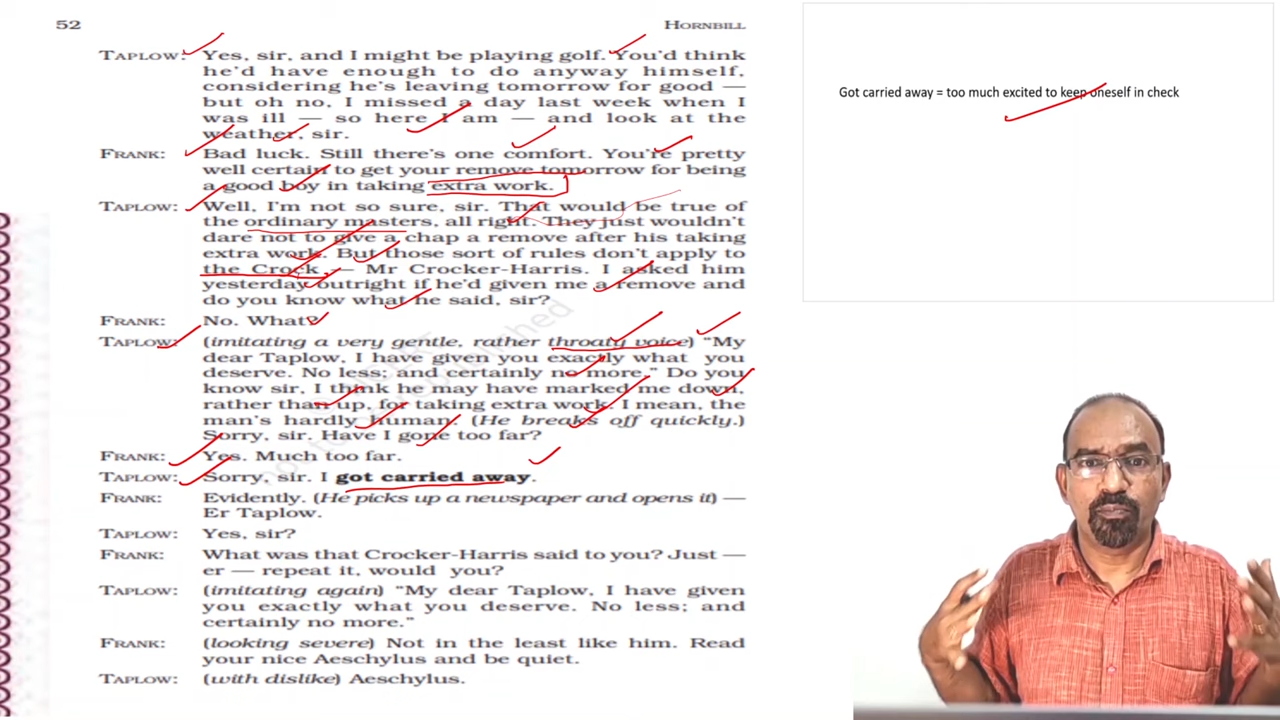 52
HORNBILL
TAPLOW: Yes, sir, and I might be playing golf. You'd think
he'd have enough to do anyway himself,
considering he's leaving tomorrow for good —
but oh no, I missed a day last week when I
was ill — so here I am — and look at the
weather, sir.
FRANK: Bad luck. Still there's one comfort. You're pretty
well certain to get your remove tomorrow for being
a good boy in taking extra work.
TAPLOW: Well, I'm not so sure, sir. That would be true of
the ordinary masters, all right. They just wouldn't
dare not to give a chap a remove after his taking
extra work. But those sort of rules don't apply to
the Crock — Mr Crocker-Harris. I asked him
yesterday outright if he'd given me a remove and
do you know what he said, sir?
FRANK: No. What?
TAPLOW: (imitating a very gentle, rather throaty voice) “My
dear Taplow, I have given you exactly what you
deserve. No less; and certainly no more.” Do you
know sir, I think he may have marked me down,
rather than up, for taking extra work. I mean, the
man's hardly human. (He breaks off quickly.)
Sorry, sir. Have I gone too far?
FRANK: Yes. Much too far.
TAPLOW: Sorry, sir. I got carried away.
FRANK: Evidently. (He picks up a newspaper and opens it) —
Er Taplow.
TAPLOW: Yes, sir?
FRANK: What was that Crocker-Harris said to you? Just —
er — repeat it, would you?
TAPLOW: (imitating again) “My dear Taplow, I have given
you exactly what you deserve. No less; and
certainly no more.”
FRANK: (looking severe) Not in the least like him. Read
your nice Aeschylus and be quiet.
TAPLOW: (with dislike) Aeschylus.
Got carried away = too much excited to keep oneself in check